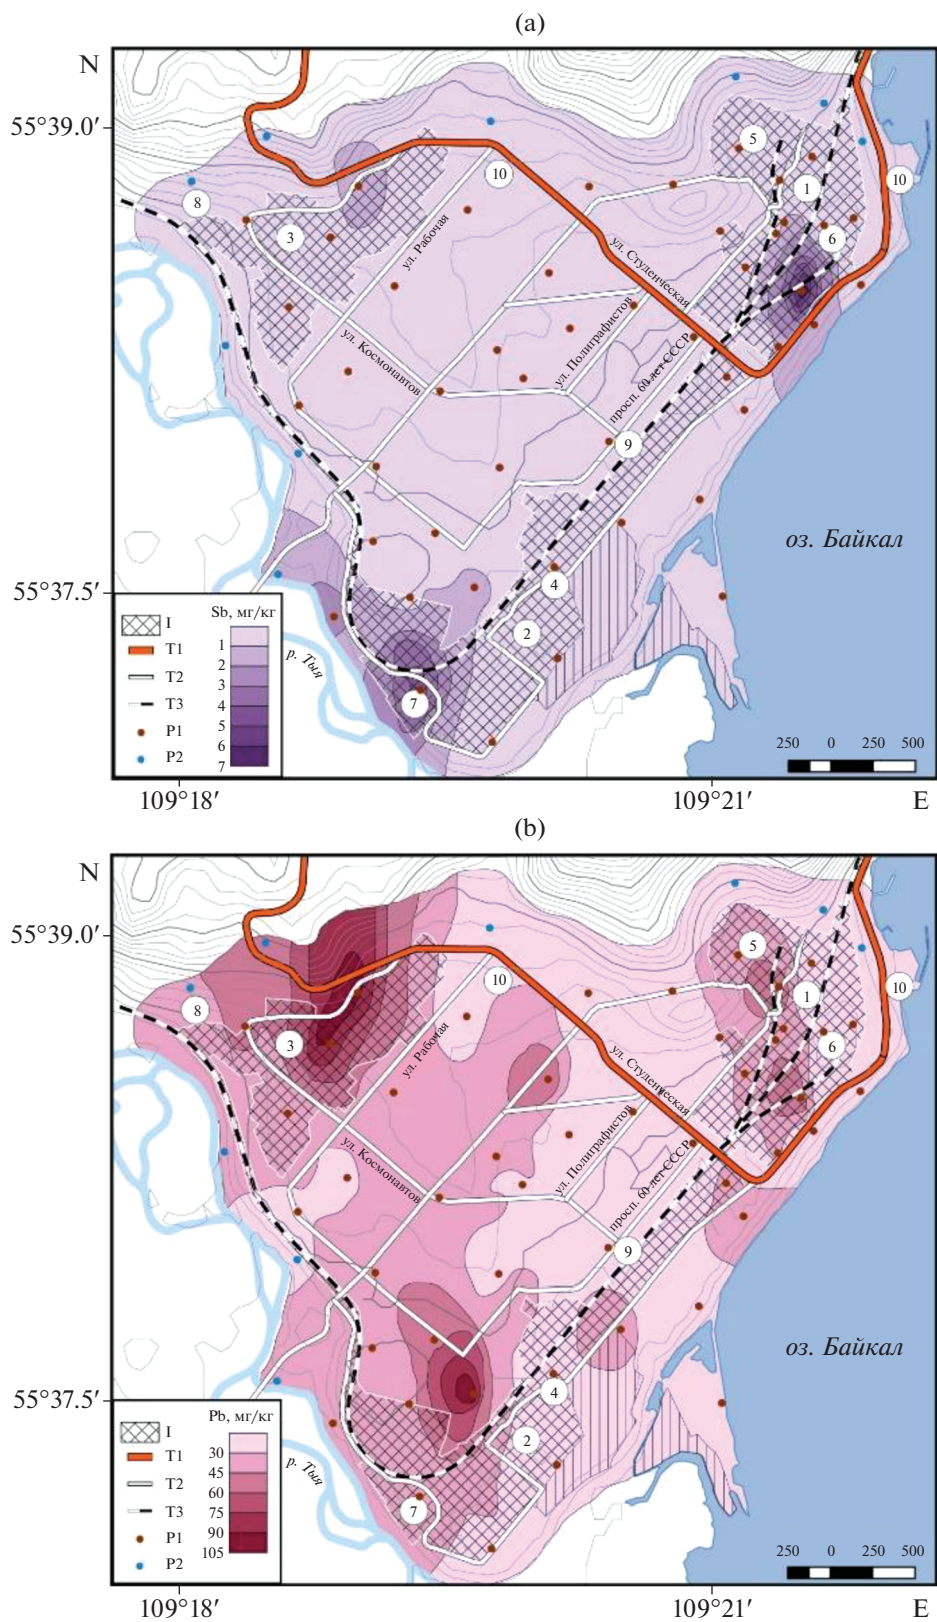 (a)
N
55°39.0′
5
1
10
10
8
3
6
ул. Рабочая
ул. Студенческая
ул. Полиграфистов
ул. Космонавтов
просп. 60 лет СССР
9
оз. Байкал
4
55°37.5′
2
7
р. Тыя
Sb, мг/кг
I
T1
T2
T3
P1
P2
1
2
3
4
5
6
7
250 0 250 500
109°18′ 109°21′ E
(b)
N
55°39.0′
5
1
10
10
8
3
6
ул. Рабочая
ул. Студенческая
ул. Полиграфистов
ул. Космонавтов
просп. 60 лет СССР
9
оз. Байкал
4
55°37.5′
2
7
р. Тыя
Pb, мг/кг
I
T1
T2
T3
P1
P2
30
45
60
75
90
105
250 0 250 500
109°18′ 109°21′ E